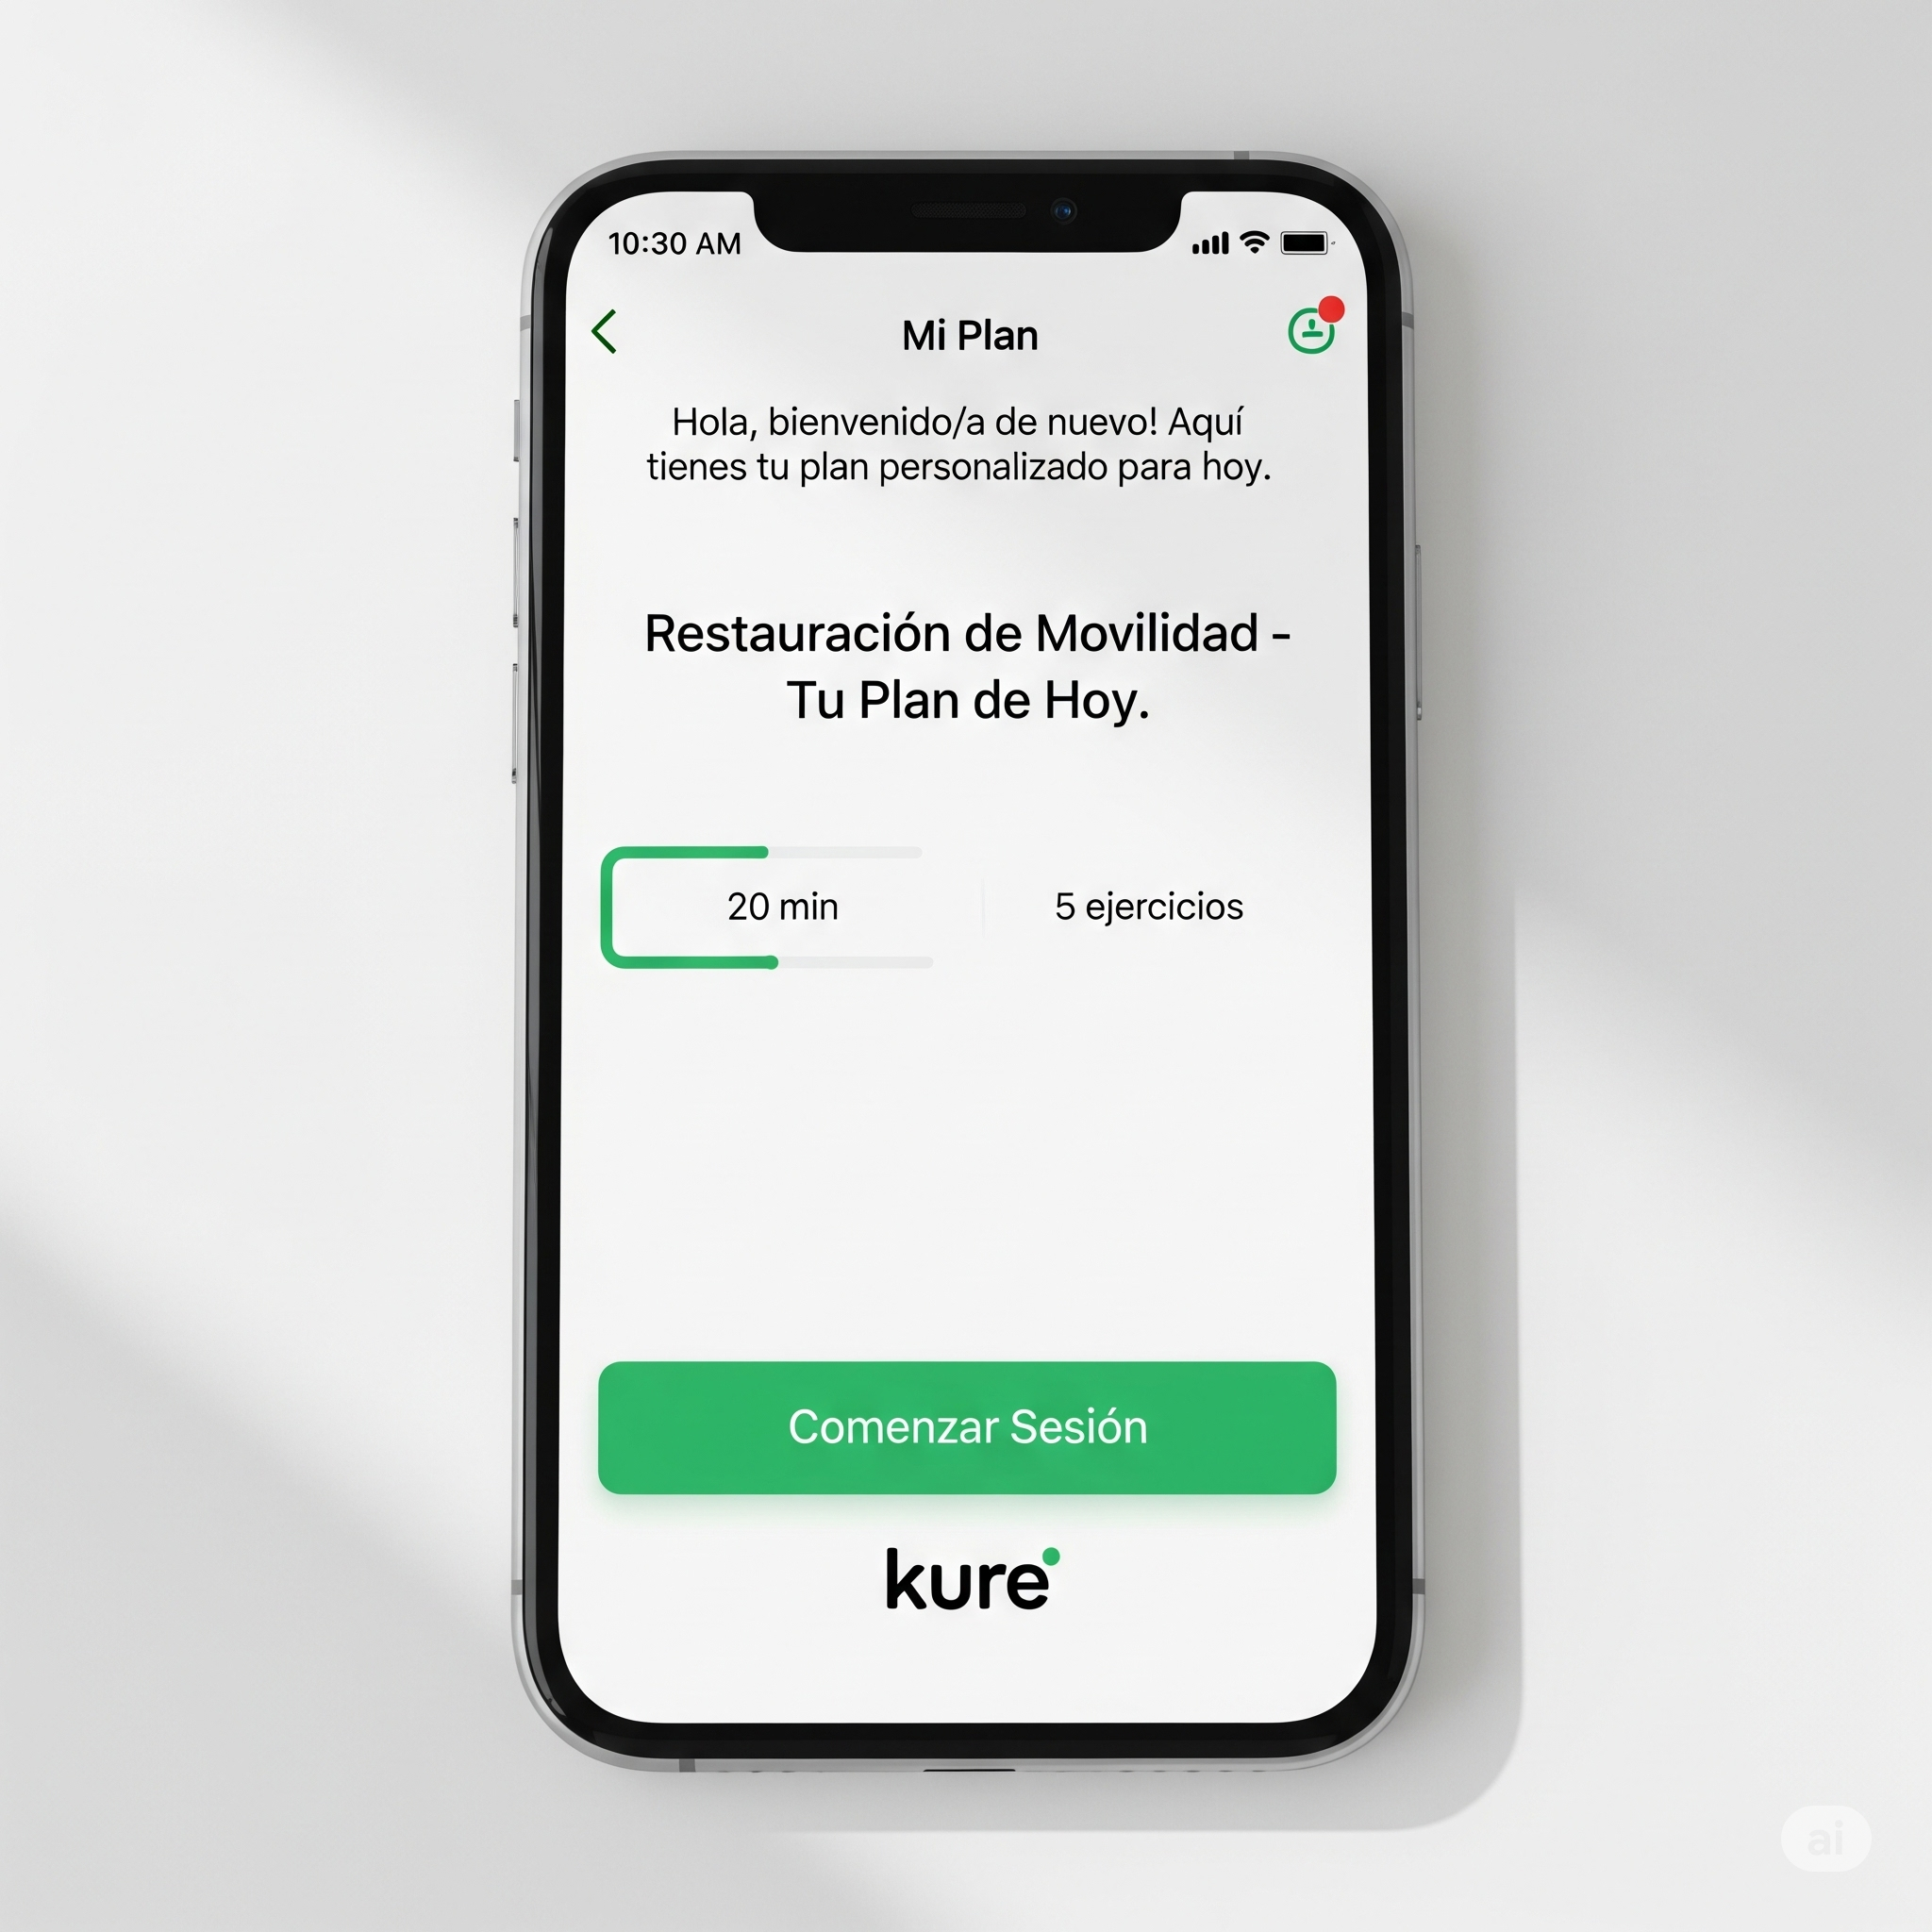 10:30 AM
Mi Plan
Hola, bienvenido/a de nuevo! Aquí
tienes tu plan personalizado para hoy.
Restauración de Movilidad -
Tu Plan de Hoy.
20 min
5 ejercicios
Comenzar Sesión
kure
ai